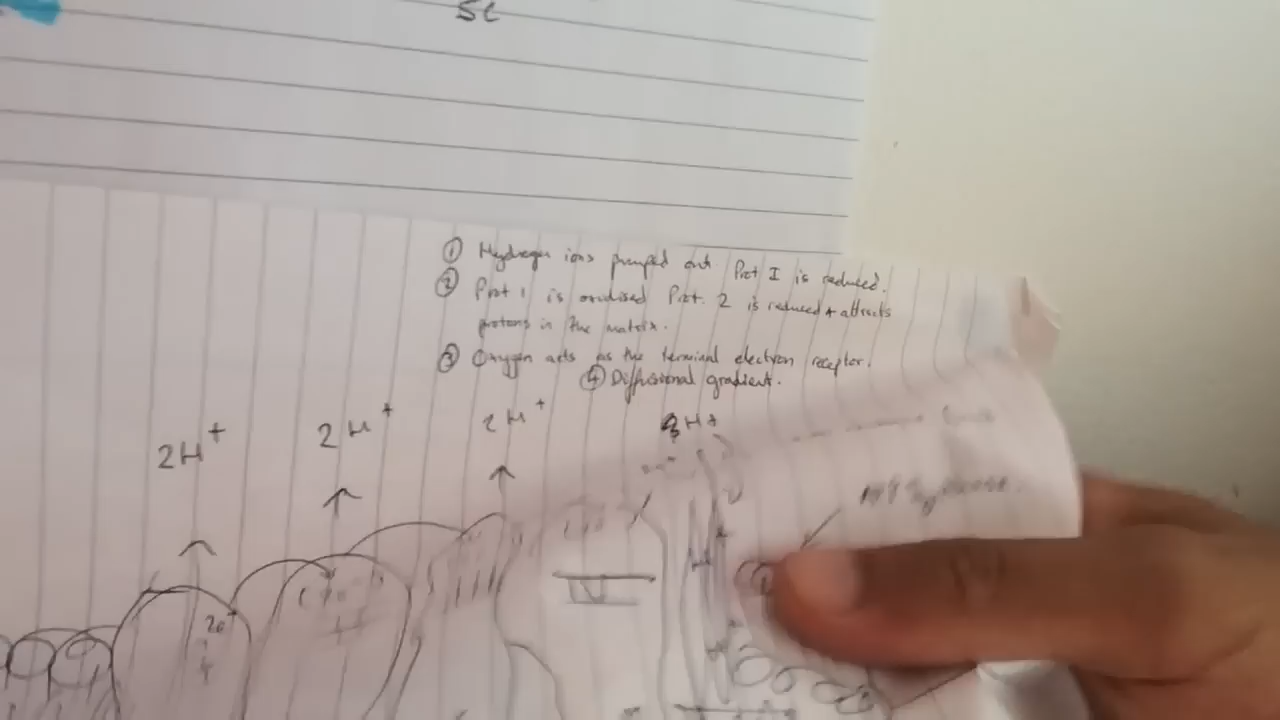 ① Hydrogen ions pumped out Prot I is reduced.
② Prot 1 is oxidised Prot. 2 is reduced + attracts
protons in the matrix.
③ Oxygen acts as the terminal electron receptor.
④ Diffusional gradient.
2H⁺ 2H⁺ 2H⁺ H+
2e⁻
IV